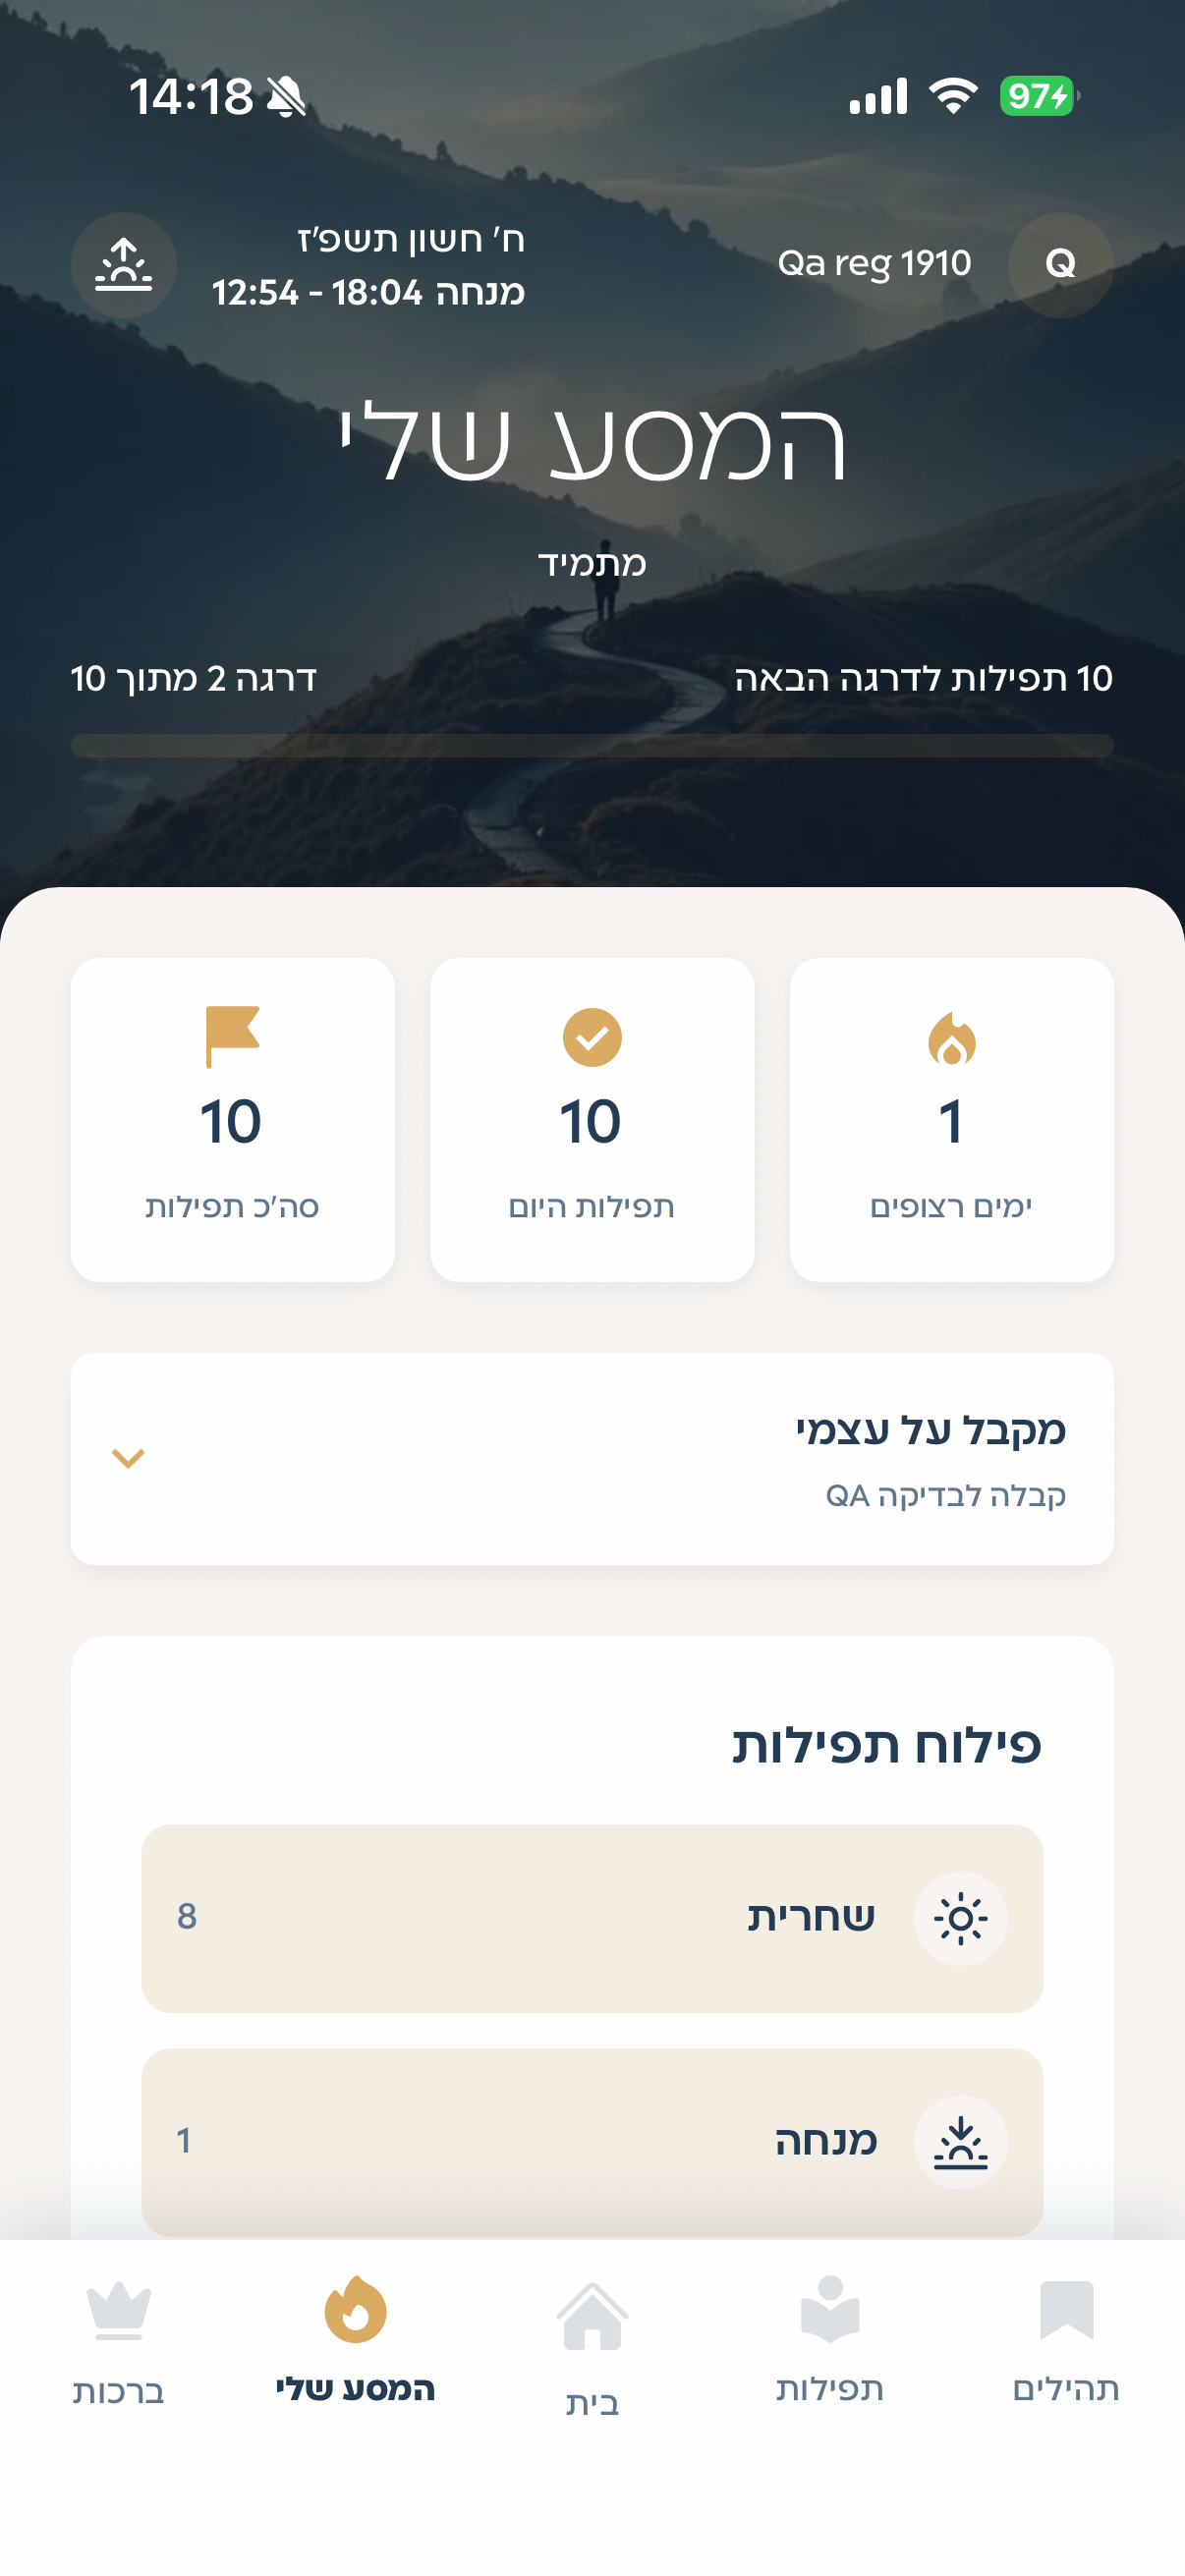 14:18
97
Q
Qa reg 1910
ח' חשון תשפ'ז
מנחה 18:04 - 12:54
המסע שלי
מתמיד
10 תפילות לדרגה הבאה
דרגה 2 מתוך 10
1
ימים רצופים
10
תפילות היום
10
סה'כ תפילות
מקבל על עצמי
קבלה לבדיקה QA
פילוח תפילות
שחרית
8
מנחה
1
תהילים
תפילות
בית
המסע שלי
ברכות